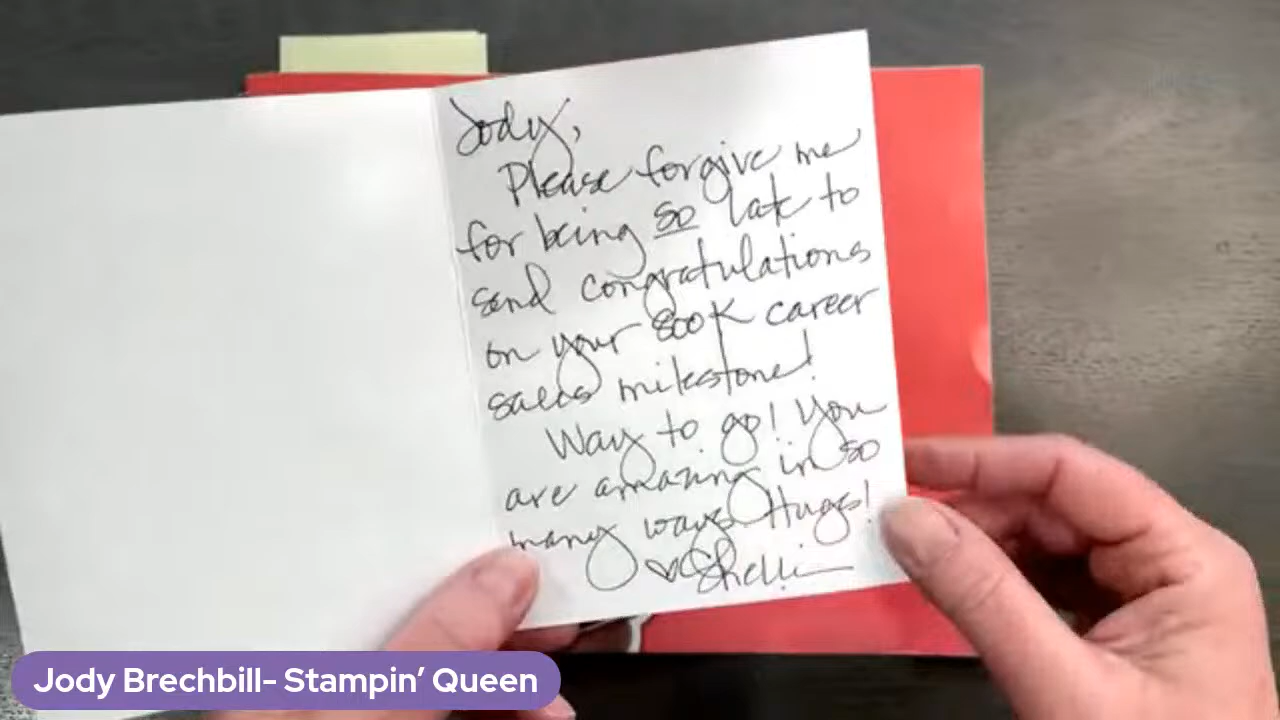 Jody,
Please forgive me
for being so late to
send congratulations
on your 800K career
sales milestone!
Way to go! You
are amazing in so
many ways. Hugs!
♡ Shelli
Jody Brechbill- Stampin’ Queen